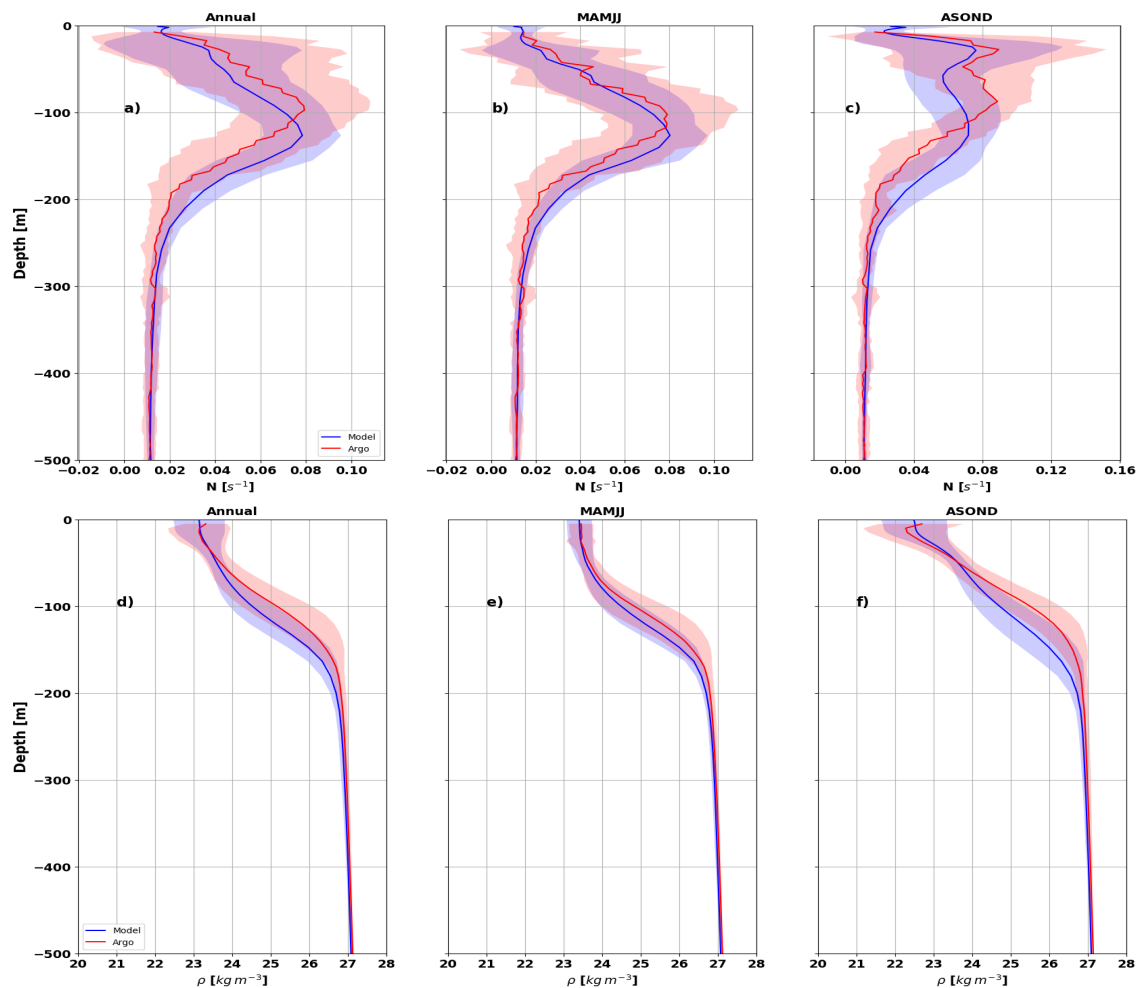 Annual MAMJJ ASOND
0
−100
−200
−300
−400
−500
Depth [m]
a) b) c)
Model
Argo
−0.02 0.00 0.02 0.04 0.06 0.08 0.10
−0.02 0.00 0.02 0.04 0.06 0.08 0.10
0.00 0.04 0.08 0.12 0.16
N [s⁻¹] N [s⁻¹] N [s⁻¹]
Annual MAMJJ ASOND
0
−100
−200
−300
−400
−500
Depth [m]
d) e) f)
Model
Argo
20 21 22 23 24 25 26 27 28
20 21 22 23 24 25 26 27 28
20 21 22 23 24 25 26 27 28
ρ [kg m⁻³] ρ [kg m⁻³] ρ [kg m⁻³]